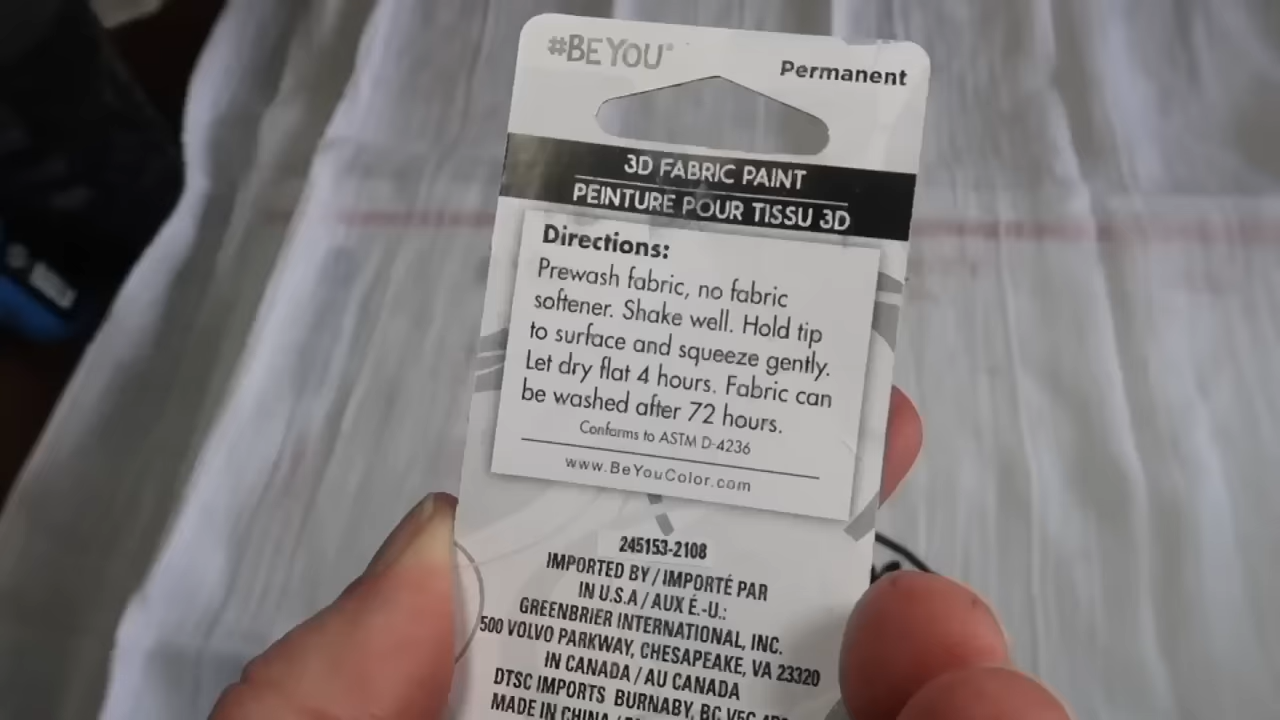 #BEYOU
Permanent
3D FABRIC PAINT
PEINTURE POUR TISSU 3D
Directions:
Prewash fabric, no fabric
softener. Shake well. Hold tip
to surface and squeeze gently.
Let dry flat 4 hours. Fabric can
be washed after 72 hours.
Conforms to ASTM D-4236
www.BeYouColor.com
245153-2108
IMPORTED BY / IMPORTÉ PAR
IN U.S.A / AUX É.-U.:
GREENBRIER INTERNATIONAL, INC.
500 VOLVO PARKWAY, CHESAPEAKE, VA 23320
IN CANADA / AU CANADA
DTSC IMPORTS BURNABY, BC V5C
MADE IN CHINA /